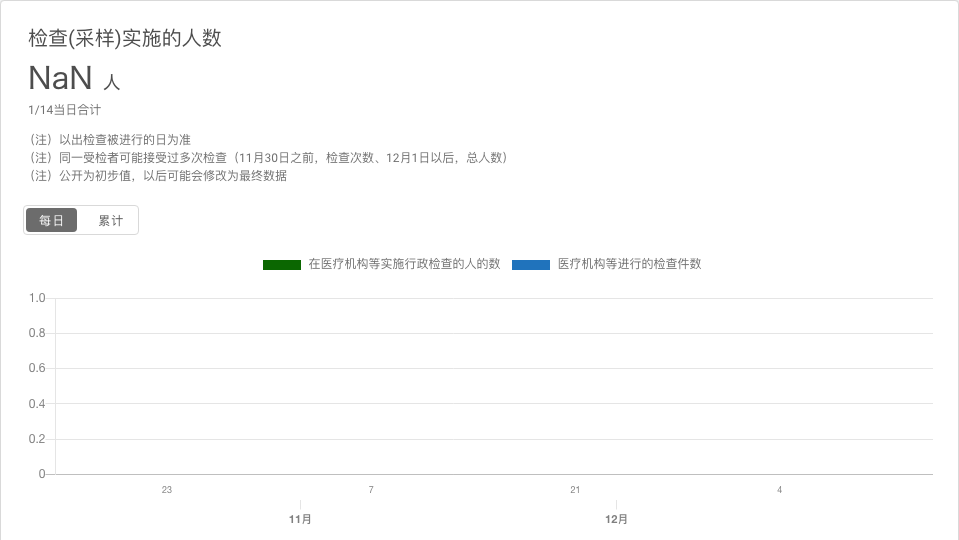 检查(采样)实施的人数
NaN 人
1/14当日合计
（注）以出检查被进行的日为准
（注）同一受检者可能接受过多次检查（11月30日之前，检查次数、12月1日以后，总人数）
（注）公开为初步值，以后可能会修改为最终数据
每日 累计
在医疗机构等实施行政检查的人的数 医疗机构等进行的检查件数
1.0
0.8
0.6
0.4
0.2
0
23 7 21 4
11月 12月